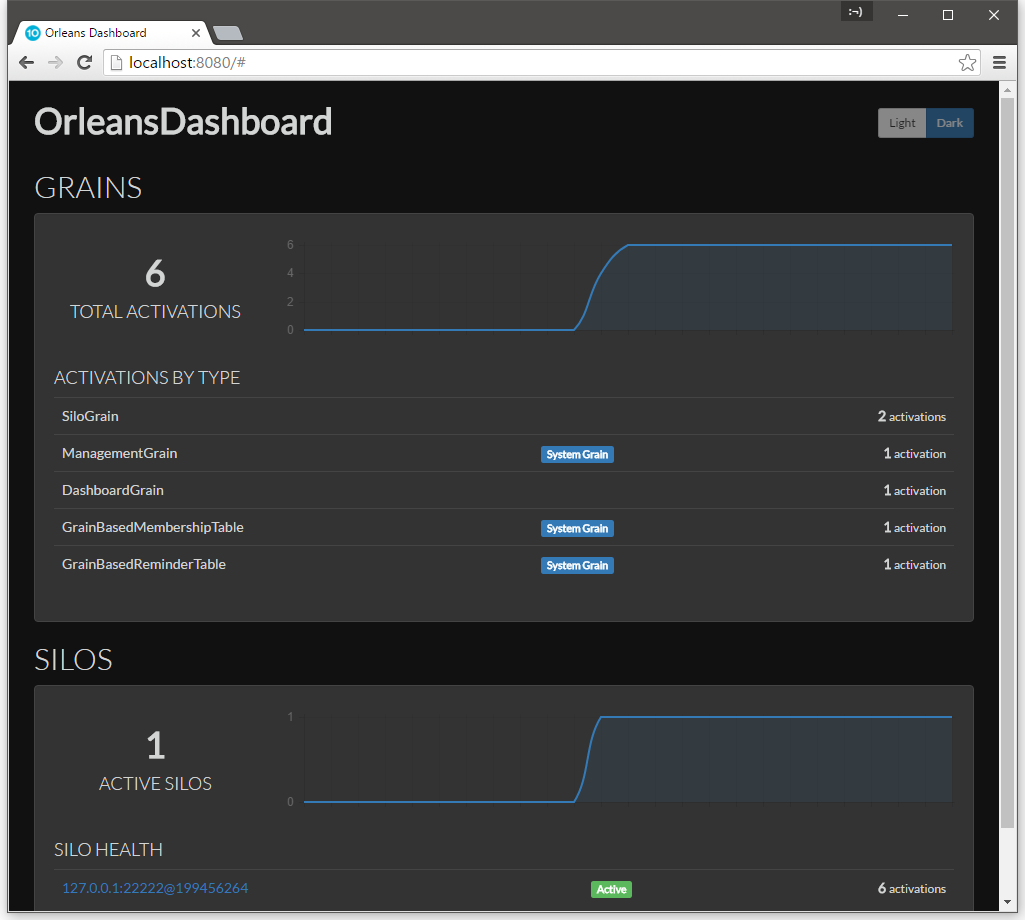 :¬)
10 Orleans Dashboard
localhost:8080/#
OrleansDashboard
Light Dark
GRAINS
6
TOTAL ACTIVATIONS
6
4
2
0
ACTIVATIONS BY TYPE
SiloGrain 2 activations
ManagementGrain System Grain 1 activation
DashboardGrain 1 activation
GrainBasedMembershipTable System Grain 1 activation
GrainBasedReminderTable System Grain 1 activation
SILOS
1
ACTIVE SILOS
1
0
SILO HEALTH
127.0.0.1:22222@199456264 Active 6 activations